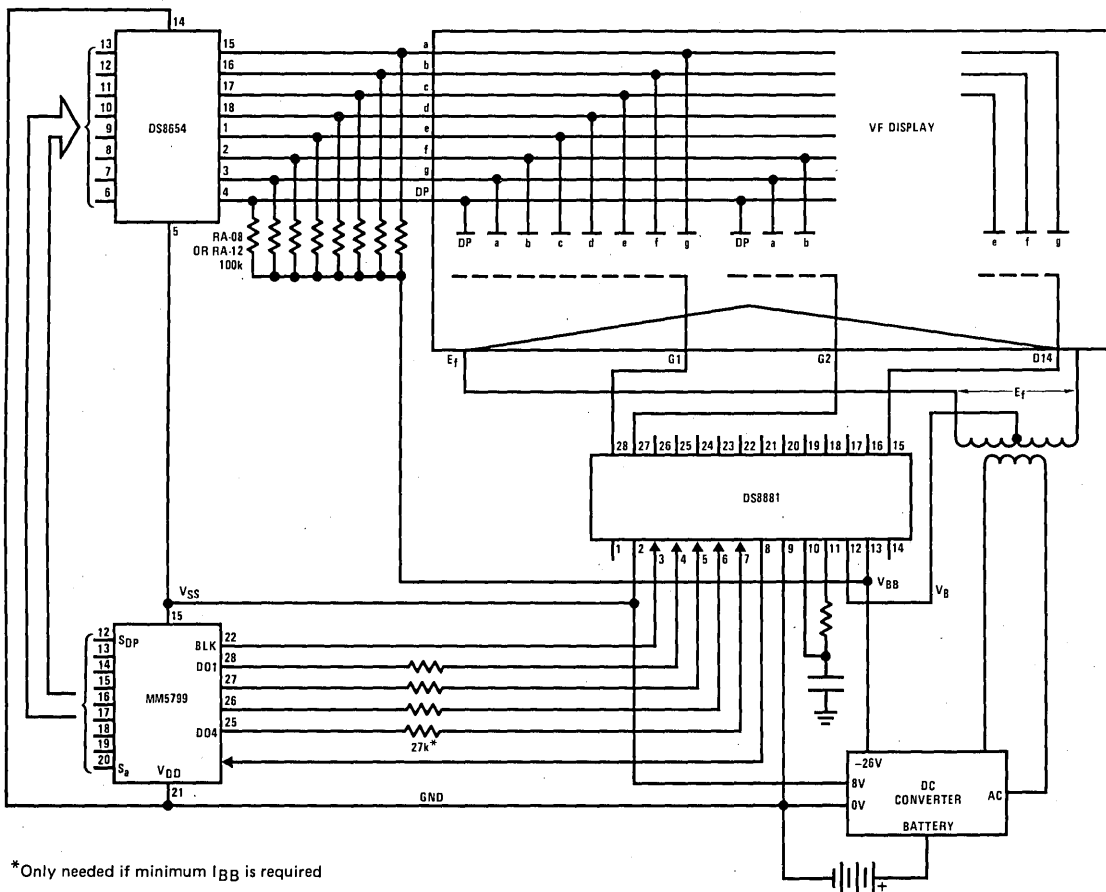 14
13
12
11
10
9
8
7
6
DS8654
15
16
17
18
1
2
3
4
5
a
b
c
d
e
f
g
DP
VF DISPLAY
RA-08
OR RA-12
100k
DP a b c d e f g
DP a b
e f g
Ef
G1
G2
D14
Ef
28 27 26 25 24 23 22 21 20 19 18 17 16 15
DS8881
1 2 3 4 5 6 7 8 9 10 11 12 13 14
VBB
VB
VSS
15
12
13
14
15
16
17
18
19
20
SDP
MM5799
Sa
VDD
21
BLK
DO1
DO4
22
28
27
26
25
27k*
GND
-26V
8V
0V
DC
CONVERTER
AC
BATTERY
+
*Only needed if minimum IBB is required